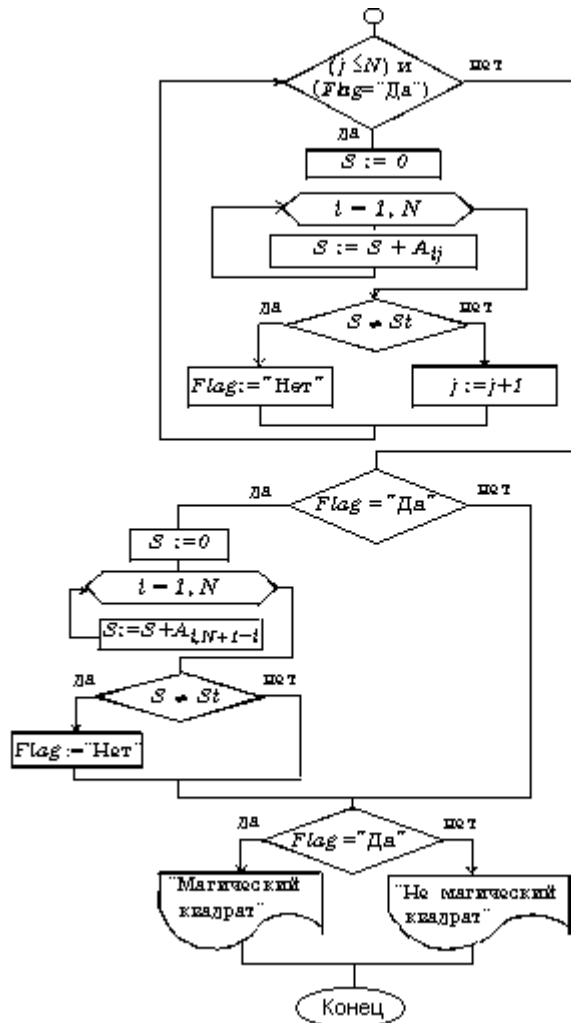 (j ≤N) и
(Flag="Да")
нет
да
S := 0
i = 1, N
S := S + Aij
да
нет
S ≠ St
Flag:="Нет"
j :=j+1
да
нет
Flag ="Да"
S :=0
i = 1, N
S:=S+Ai,N+1-i
да
нет
S ≠ St
Flag :="Нет"
да
нет
Flag ="Да"
"Магический
квадрат"
"Не магический
квадрат"
Конец